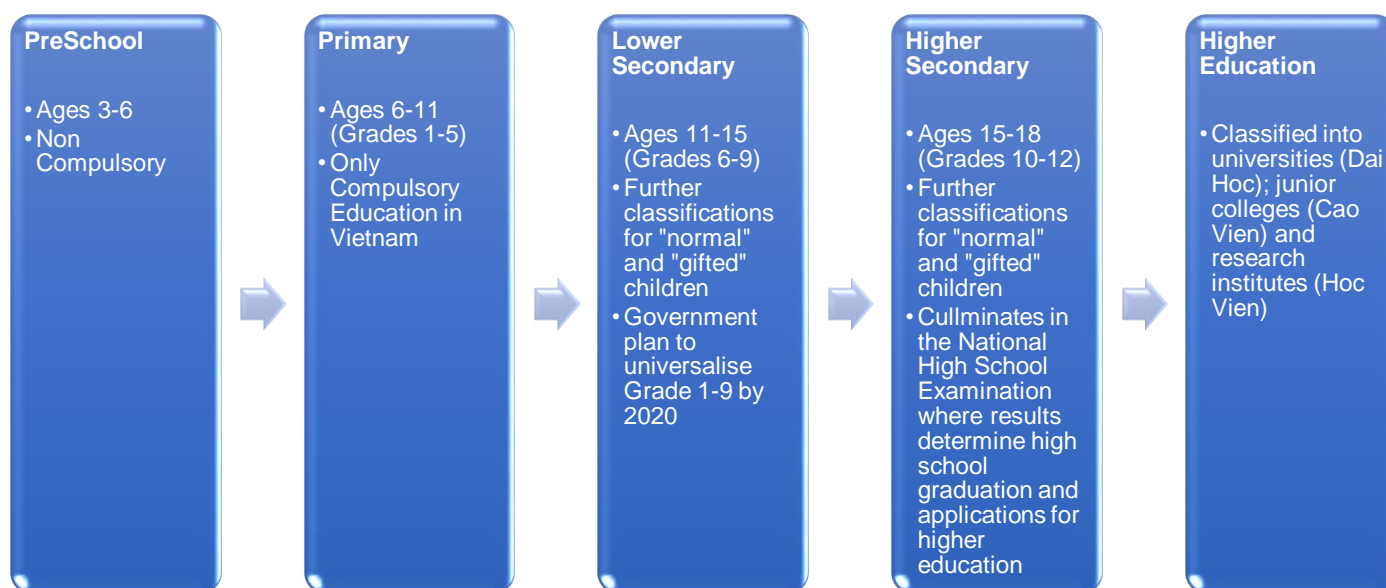 PreSchool
• Ages 3-6
• Non
Compulsory
Primary
• Ages 6-11
(Grades 1-5)
• Only
Compulsory
Education in
Vietnam
Lower
Secondary
• Ages 11-15
(Grades 6-9)
• Further
classifications
for "normal"
and "gifted"
children
• Government
plan to
universalise
Grade 1-9 by
2020
Higher
Secondary
• Ages 15-18
(Grades 10-12)
• Further
classifications
for "normal"
and "gifted"
children
• Cullminates in
the National
High School
Examination
where results
determine high
school
graduation and
applications for
higher
education
Higher
Education
• Classified into
universities (Dai
Hoc); junior
colleges (Cao
Vien) and
research
institutes (Hoc
Vien)